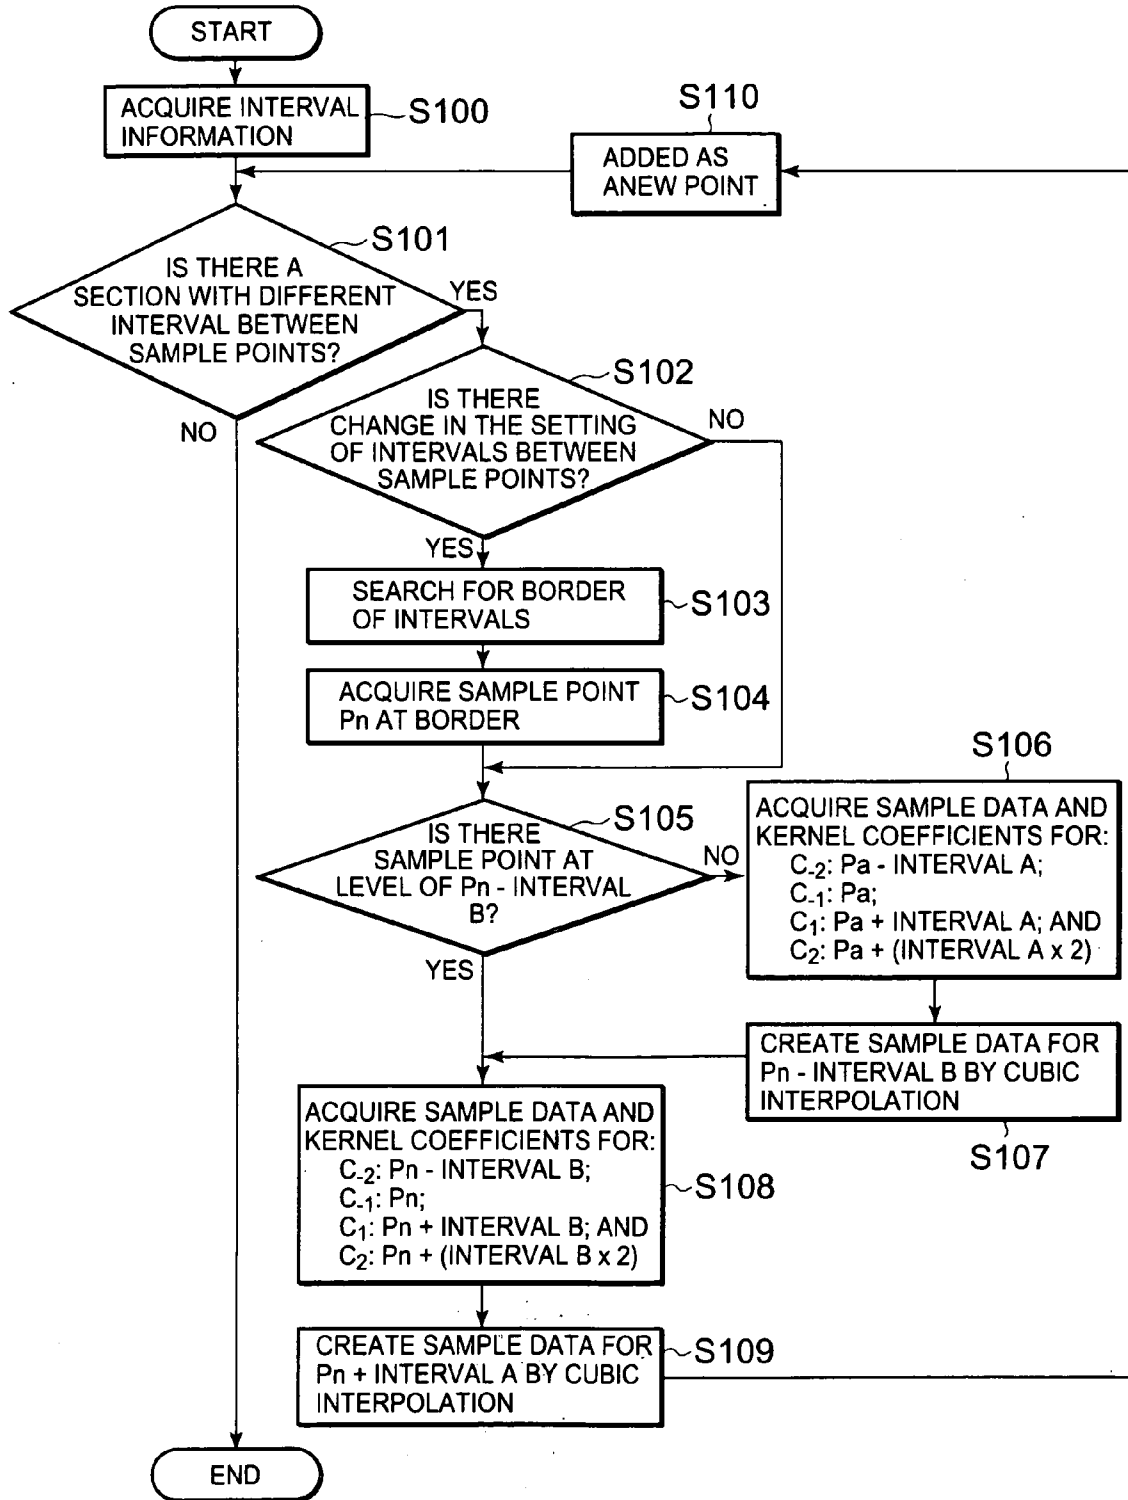 START
ACQUIRE INTERVAL
INFORMATION
S100
S110
ADDED AS
ANEW POINT
S101
IS THERE A
SECTION WITH DIFFERENT
INTERVAL BETWEEN
SAMPLE POINTS?
YES
NO
S102
IS THERE
CHANGE IN THE SETTING
OF INTERVALS BETWEEN
SAMPLE POINTS?
NO
YES
SEARCH FOR BORDER
OF INTERVALS
S103
ACQUIRE SAMPLE POINT
Pn AT BORDER
S104
S105
IS THERE
SAMPLE POINT AT
LEVEL OF Pn - INTERVAL
B?
NO
YES
S106
ACQUIRE SAMPLE DATA AND
KERNEL COEFFICIENTS FOR:
C-2: Pa - INTERVAL A;
C-1: Pa;
C1: Pa + INTERVAL A; AND
C2: Pa + (INTERVAL A x 2)
CREATE SAMPLE DATA FOR
Pn - INTERVAL B BY CUBIC
INTERPOLATION
S107
ACQUIRE SAMPLE DATA AND
KERNEL COEFFICIENTS FOR:
C-2: Pn - INTERVAL B;
C-1: Pn;
C1: Pn + INTERVAL B; AND
C2: Pn + (INTERVAL B x 2)
S108
CREATE SAMPLE DATA FOR
Pn + INTERVAL A BY CUBIC
INTERPOLATION
S109
END